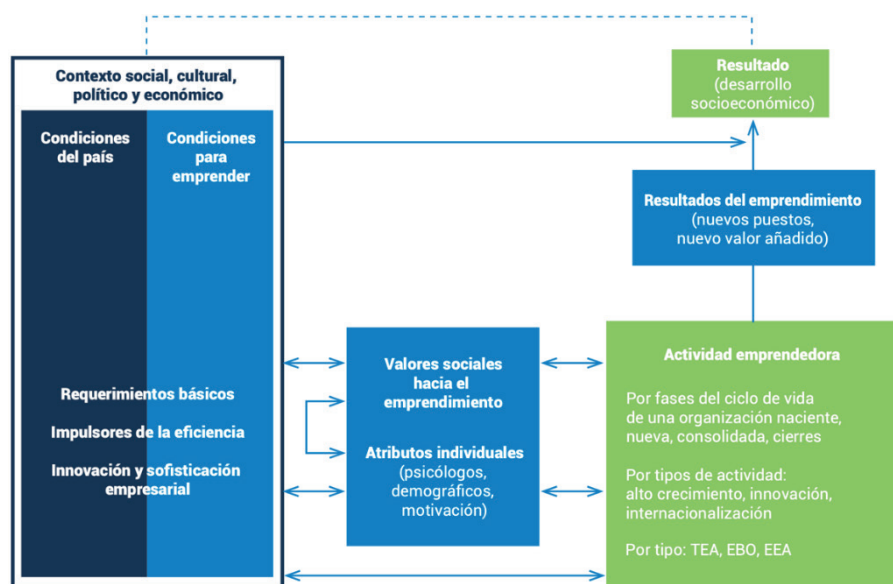 Contexto social, cultural,
político y económico
Condiciones
del país
Condiciones
para
emprender
Requerimientos básicos
Impulsores de la eficiencia
Innovación y sofisticación
empresarial
Valores sociales
hacia el
emprendimiento
Atributos individuales
(psicólogos,
demográficos,
motivación)
Resultado
(desarrollo
socioeconómico)
Resultados del emprendimiento
(nuevos puestos,
nuevo valor añadido)
Actividad emprendedora
Por fases del ciclo de vida
de una organización naciente,
nueva, consolidada, cierres
Por tipos de actividad:
alto crecimiento, innovación,
internacionalización
Por tipo: TEA, EBO, EEA